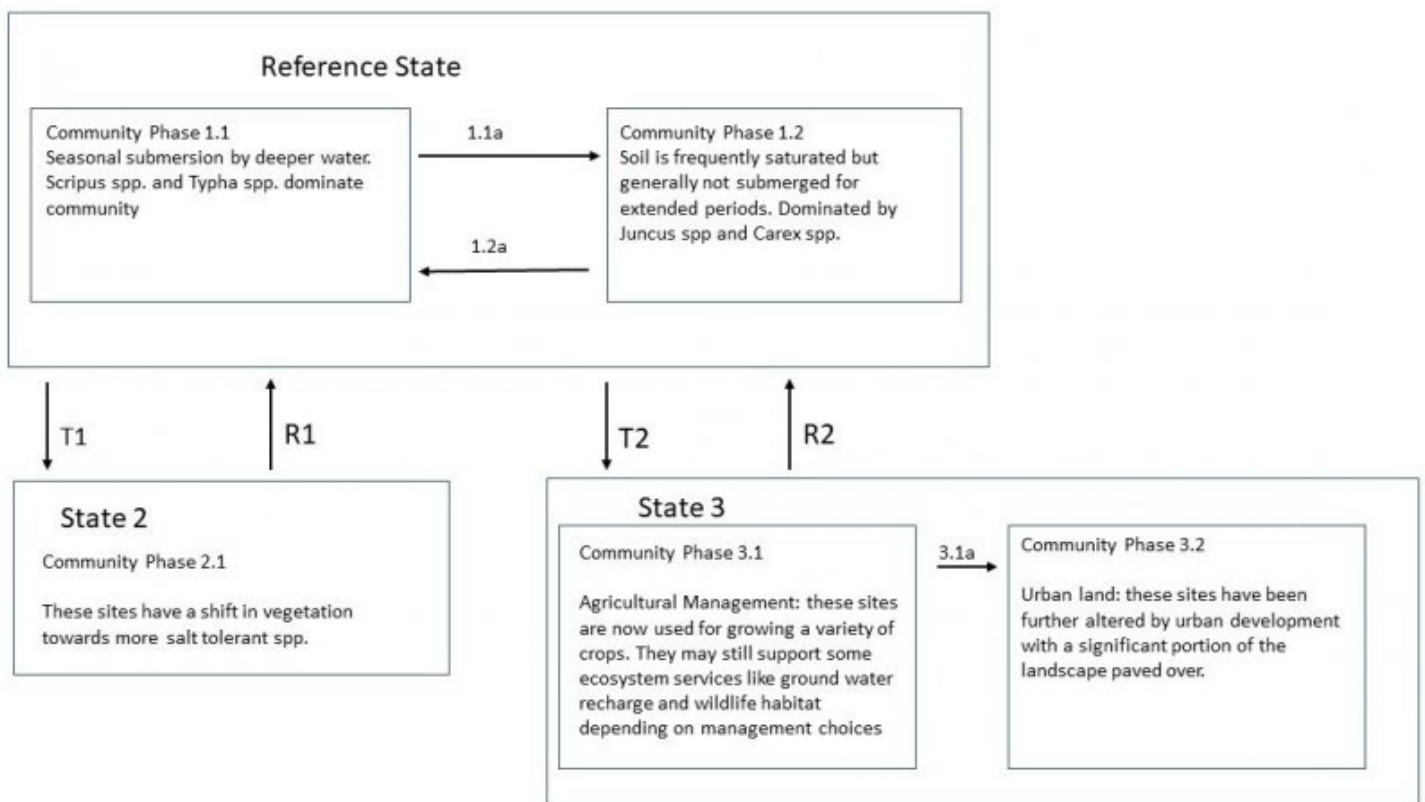 Reference State
Community Phase 1.1
Seasonal submersion by deeper water.
Scripus spp. and Typha spp. dominate
community
1.1a
1.2a
Community Phase 1.2
Soil is frequently saturated but
generally not submerged for
extended periods. Dominated by
Juncus spp and Carex spp.
T1
R1
T2
R2
State 2
Community Phase 2.1
These sites have a shift in vegetation
towards more salt tolerant spp.
State 3
Community Phase 3.1
Agricultural Management: these sites
are now used for growing a variety of
crops. They may still support some
ecosystem services like ground water
recharge and wildlife habitat
depending on management choices
3.1a
Community Phase 3.2
Urban land: these sites have been
further altered by urban development
with a significant portion of the
landscape paved over.